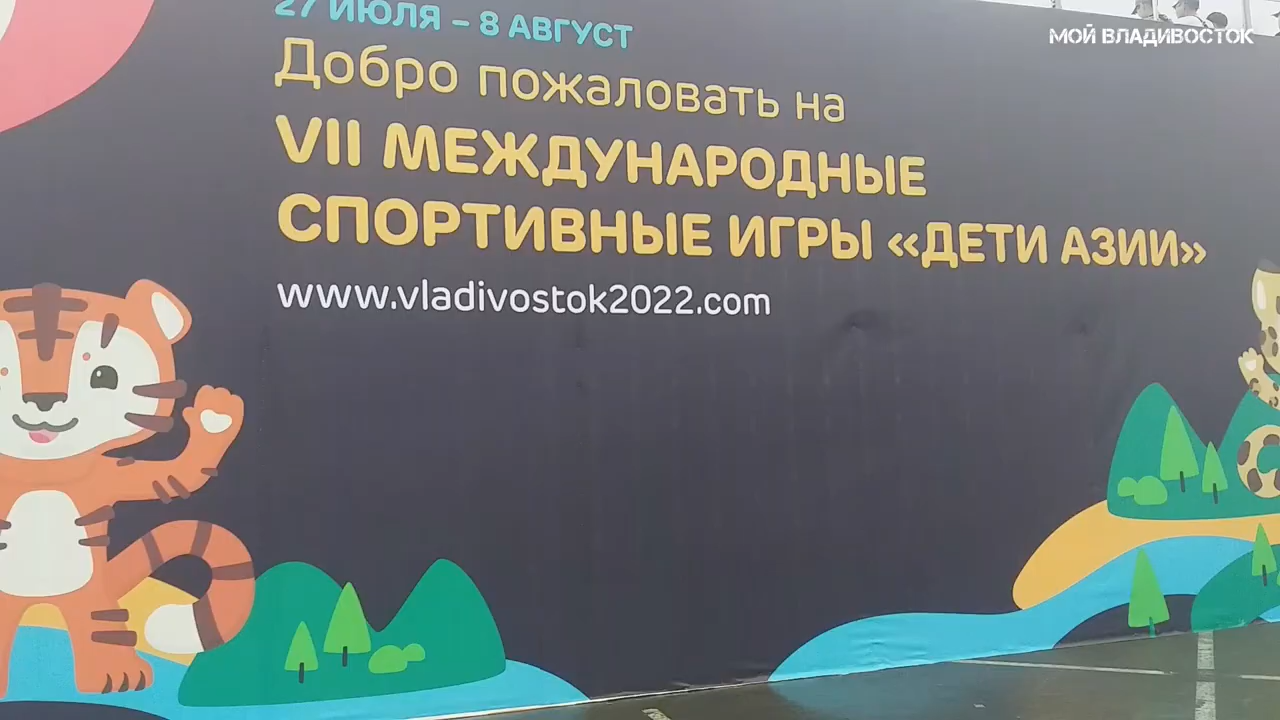 27 ИЮЛЯ – 8 АВГУСТ
МОЙ ВЛАДИВОСТОК
Добро пожаловать на
VII МЕЖДУНАРОДНЫЕ
СПОРТИВНЫЕ ИГРЫ «ДЕТИ АЗИИ»
www.vladivostok2022.com